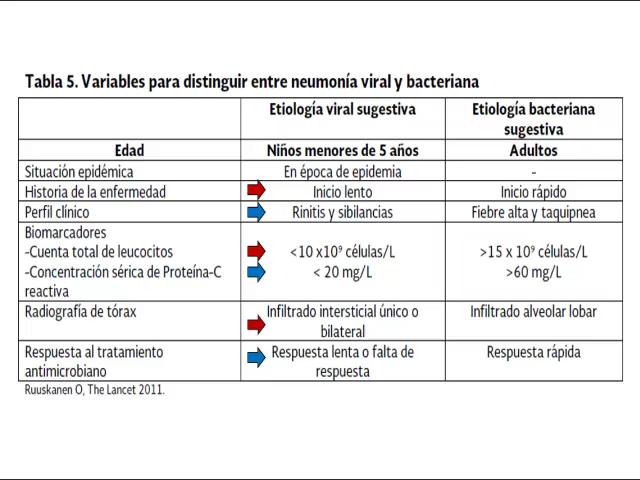 Tabla 5. Variables para distinguir entre neumonía viral y bacteriana
Etiología viral sugestiva
Etiología bacteriana
sugestiva
Edad
Niños menores de 5 años
Adultos
Situación epidémica
En época de epidemia
-
Historia de la enfermedad
Inicio lento
Inicio rápido
Perfil clínico
Rinitis y sibilancias
Fiebre alta y taquipnea
Biomarcadores
-Cuenta total de leucocitos
<10 x10⁹ células/L
>15 x 10⁹ células/L
-Concentración sérica de Proteína-C
reactiva
< 20 mg/L
>60 mg/L
Radiografía de tórax
Infiltrado intersticial único o
bilateral
Infiltrado alveolar lobar
Respuesta al tratamiento
antimicrobiano
Respuesta lenta o falta de
respuesta
Respuesta rápida
Ruuskanen O, The Lancet 2011.